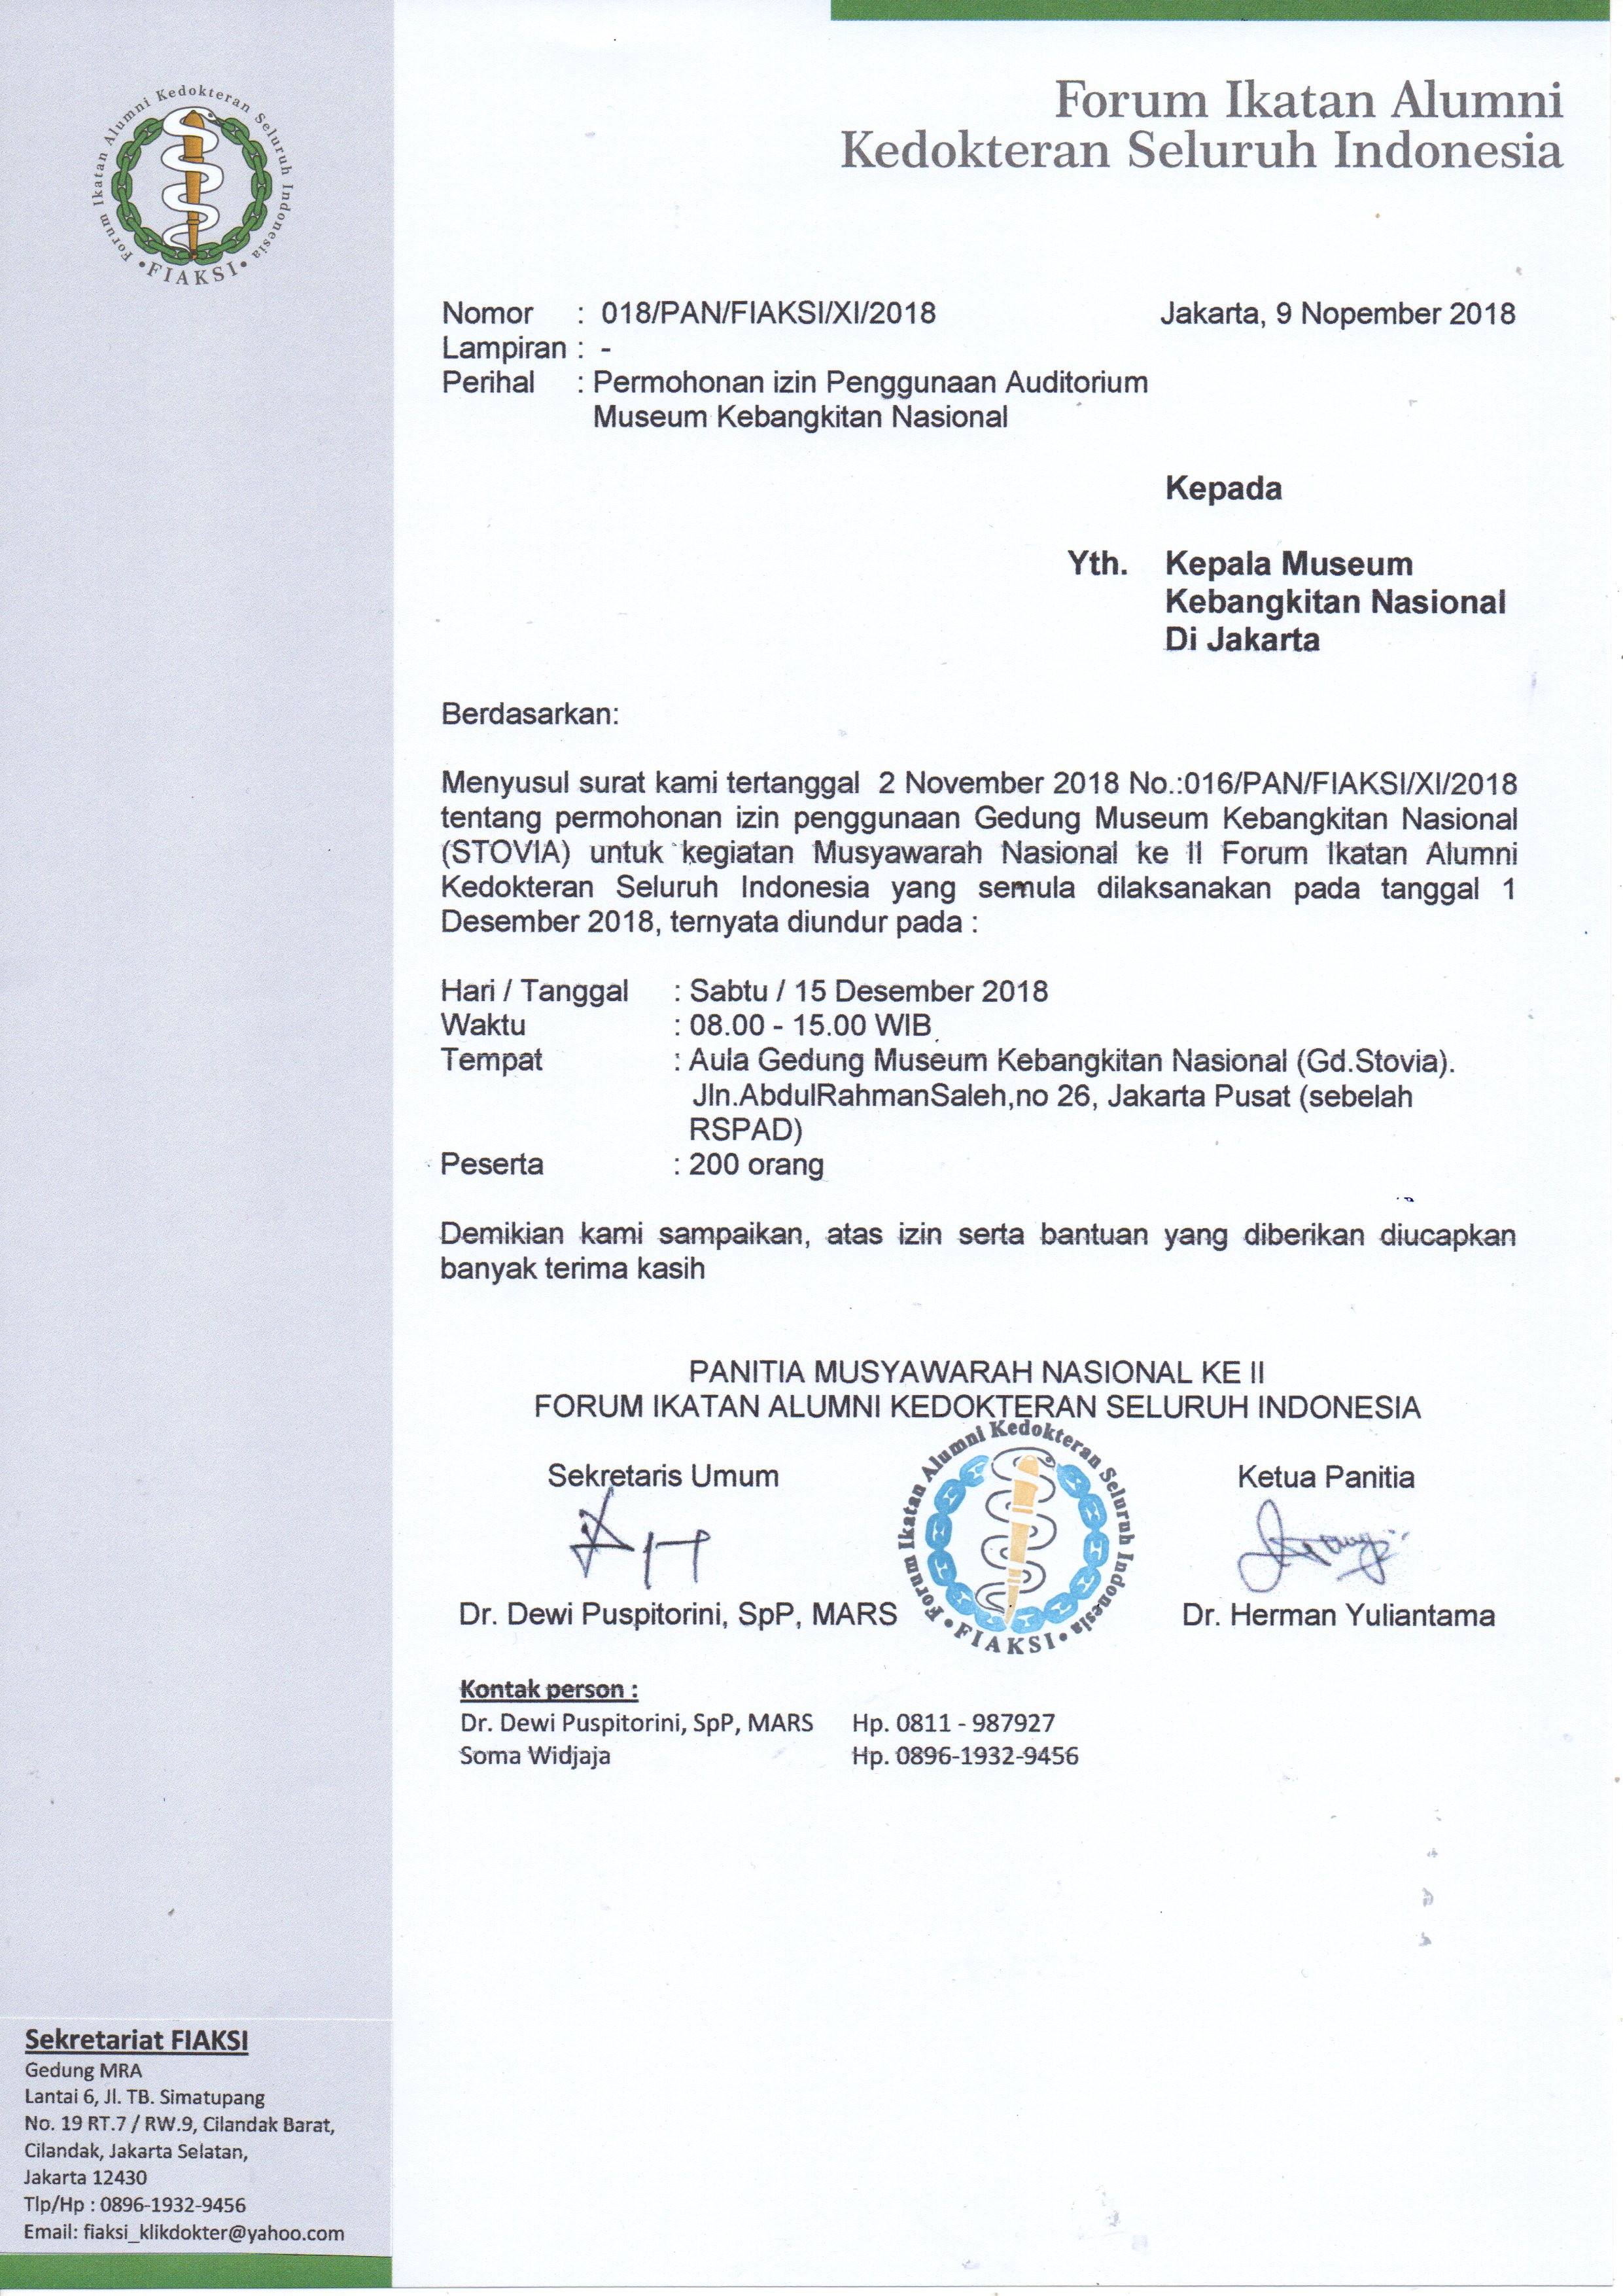 Forum Ikatan Alumni Kedokteran Seluruh Indonesia
• FIAKSI •
Forum Ikatan Alumni
Kedokteran Seluruh Indonesia
Nomor : 018/PAN/FIAKSI/XI/2018 Jakarta, 9 Nopember 2018
Lampiran : -
Perihal : Permohonan izin Penggunaan Auditorium
Museum Kebangkitan Nasional
Kepada
Yth. Kepala Museum
Kebangkitan Nasional
Di Jakarta
Berdasarkan:
Menyusul surat kami tertanggal 2 November 2018 No.:016/PAN/FIAKSI/XI/2018
tentang permohonan izin penggunaan Gedung Museum Kebangkitan Nasional
(STOVIA) untuk kegiatan Musyawarah Nasional ke II Forum Ikatan Alumni
Kedokteran Seluruh Indonesia yang semula dilaksanakan pada tanggal 1
Desember 2018, ternyata diundur pada :
Hari / Tanggal : Sabtu / 15 Desember 2018
Waktu : 08.00 - 15.00 WIB
Tempat : Aula Gedung Museum Kebangkitan Nasional (Gd.Stovia).
Jln.AbdulRahmanSaleh,no 26, Jakarta Pusat (sebelah
RSPAD)
Peserta : 200 orang
Demikian kami sampaikan, atas izin serta bantuan yang diberikan diucapkan
banyak terima kasih
PANITIA MUSYAWARAH NASIONAL KE II
FORUM IKATAN ALUMNI KEDOKTERAN SELURUH INDONESIA
Sekretaris Umum Ketua Panitia
Forum Ikatan Alumni Kedokteran Seluruh Indonesia
• FIAKSI •
Dr. Dewi Puspitorini, SpP, MARS Dr. Herman Yuliantama
Kontak person :
Dr. Dewi Puspitorini, SpP, MARS Hp. 0811 - 987927
Soma Widjaja Hp. 0896-1932-9456
Sekretariat FIAKSI
Gedung MRA
Lantai 6, Jl. TB. Simatupang
No. 19 RT.7 / RW.9, Cilandak Barat,
Cilandak, Jakarta Selatan,
Jakarta 12430
Tlp/Hp : 0896-1932-9456
Email: fiaksi_klikdokter@yahoo.com